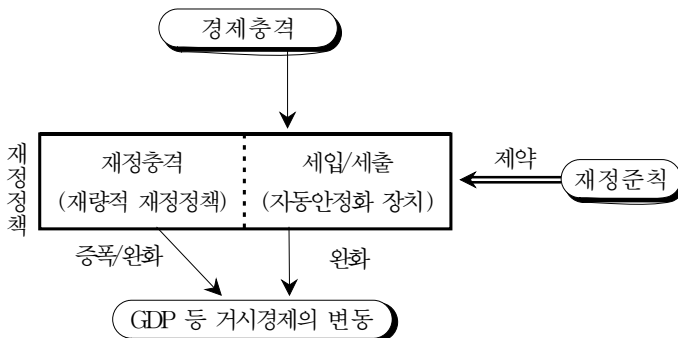 경제충격
재정정책
재정충격
(재량적 재정정책)
세입/세출
(자동안정화 장치)
제약
재정준칙
증폭/완화
완화
GDP 등 거시경제의 변동